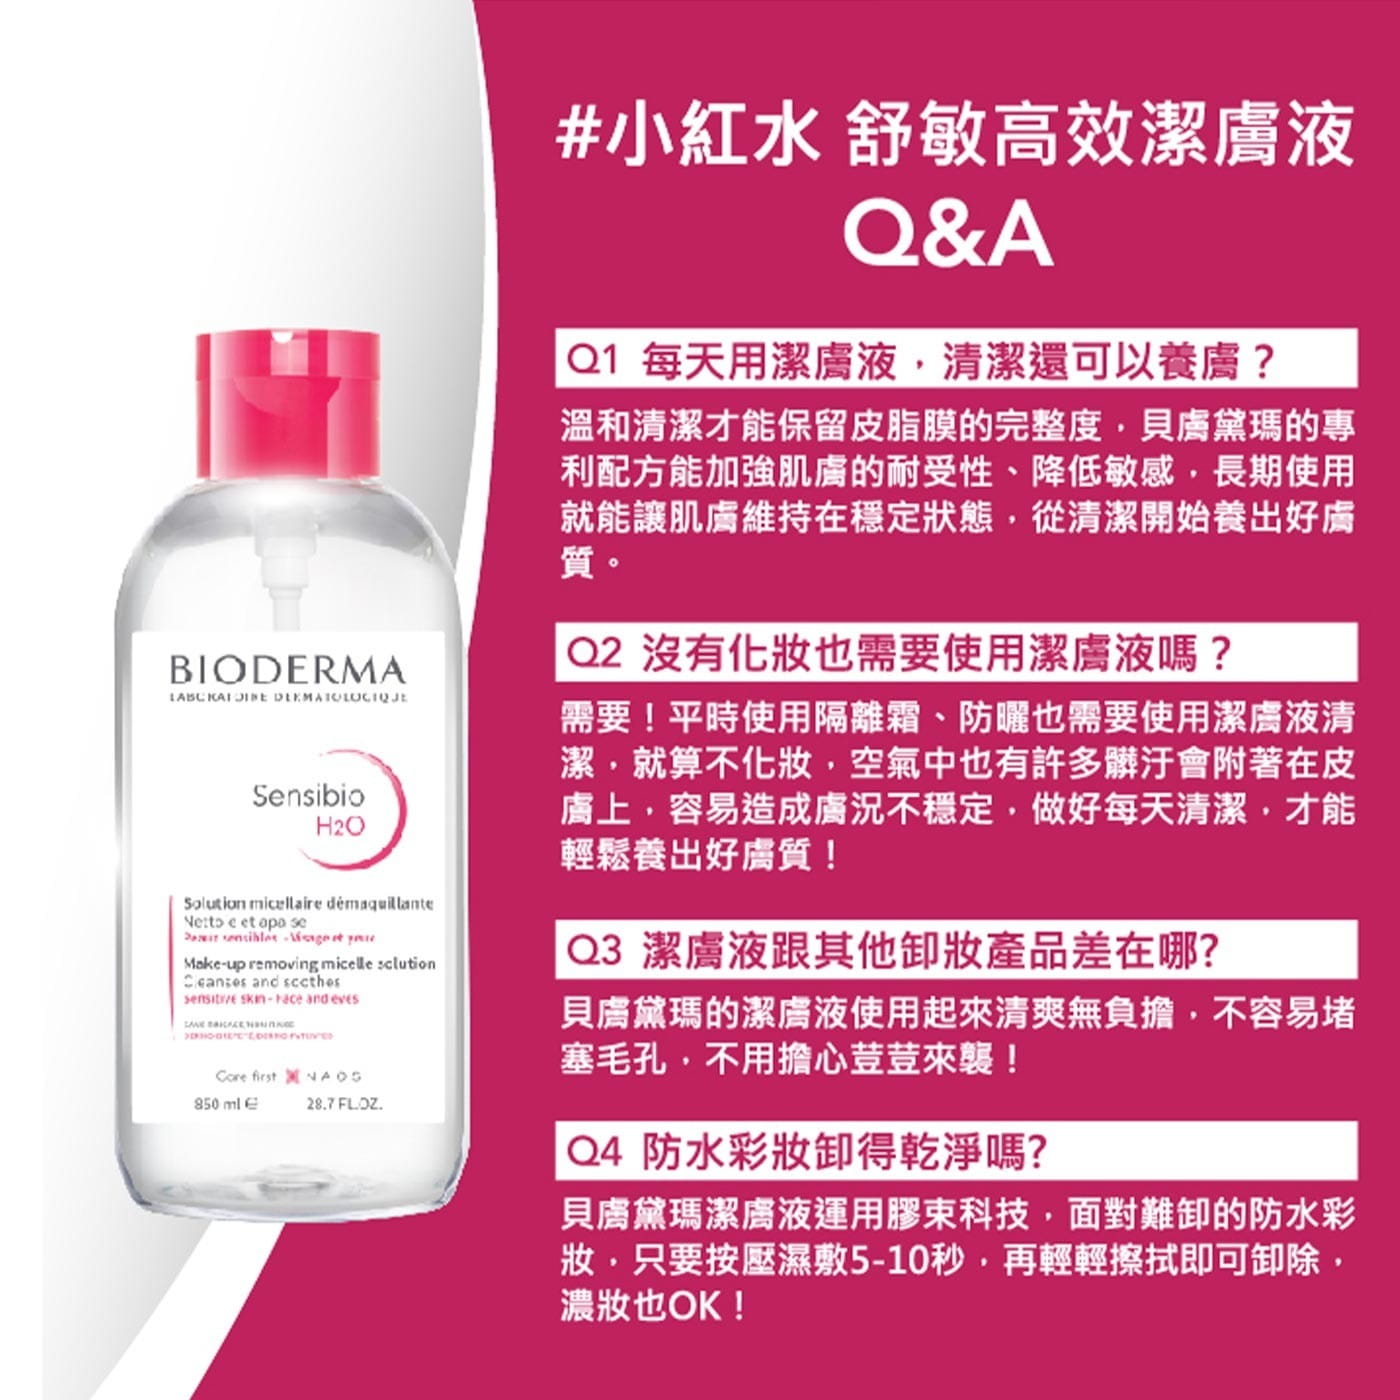 #小紅水 舒敏高效潔膚液
Q&A
Q1 每天用潔膚液，清潔還可以養膚？
溫和清潔才能保留皮脂膜的完整度，貝膚黛瑪的專
利配方能加強肌膚的耐受性、降低敏感，長期使用
就能讓肌膚維持在穩定狀態，從清潔開始養出好膚
質。
Q2 沒有化妝也需要使用潔膚液嗎？
需要！平時使用隔離霜、防曬也需要使用潔膚液清
潔，就算不化妝，空氣中也有許多髒汙會附著在皮
膚上，容易造成膚況不穩定，做好每天清潔，才能
輕鬆養出好膚質！
Q3 潔膚液跟其他卸妝產品差在哪?
貝膚黛瑪的潔膚液使用起來清爽無負擔，不容易堵
塞毛孔，不用擔心荳荳來襲！
Q4 防水彩妝卸得乾淨嗎?
貝膚黛瑪潔膚液運用膠束科技，面對難卸的防水彩
妝，只要按壓濕敷5-10秒，再輕輕擦拭即可卸除，
濃妝也OK！
BIODERMA
LABORATOIRE DERMATOLOGIQUE
Sensibio
H2O
Solution micellaire démaquillante
Nettoie et apaise
Peaux sensibles - Visage et yeux
Make-up removing micelle solution
Cleanses and soothes
Sensitive skin - Face and eyes
Care first NAOS
850 ml ℮ 28.7 FL.OZ.